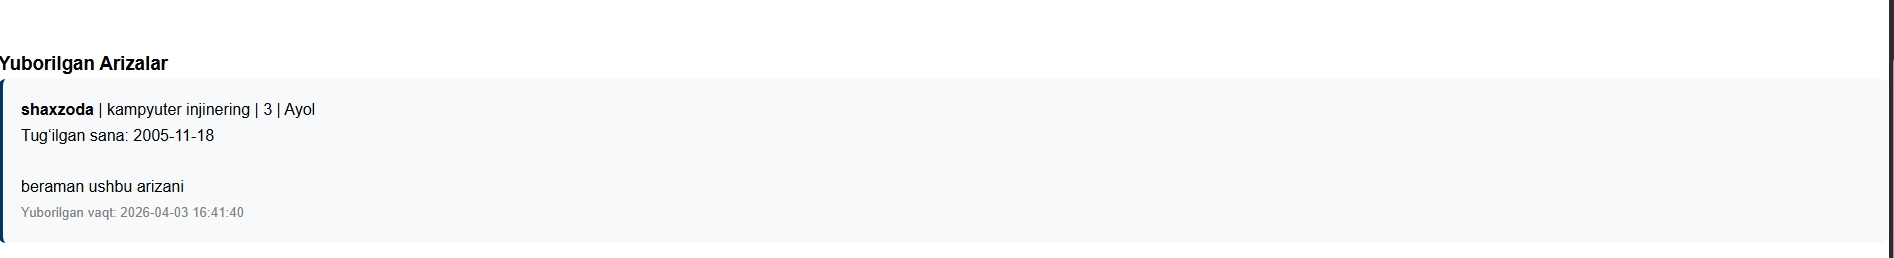 Yuborilgan Arizalar
shaxzoda | kampyuter injinering | 3 | Ayol
Tug‘ilgan sana: 2005-11-18
beraman ushbu arizani
Yuborilgan vaqt: 2026-04-03 16:41:40